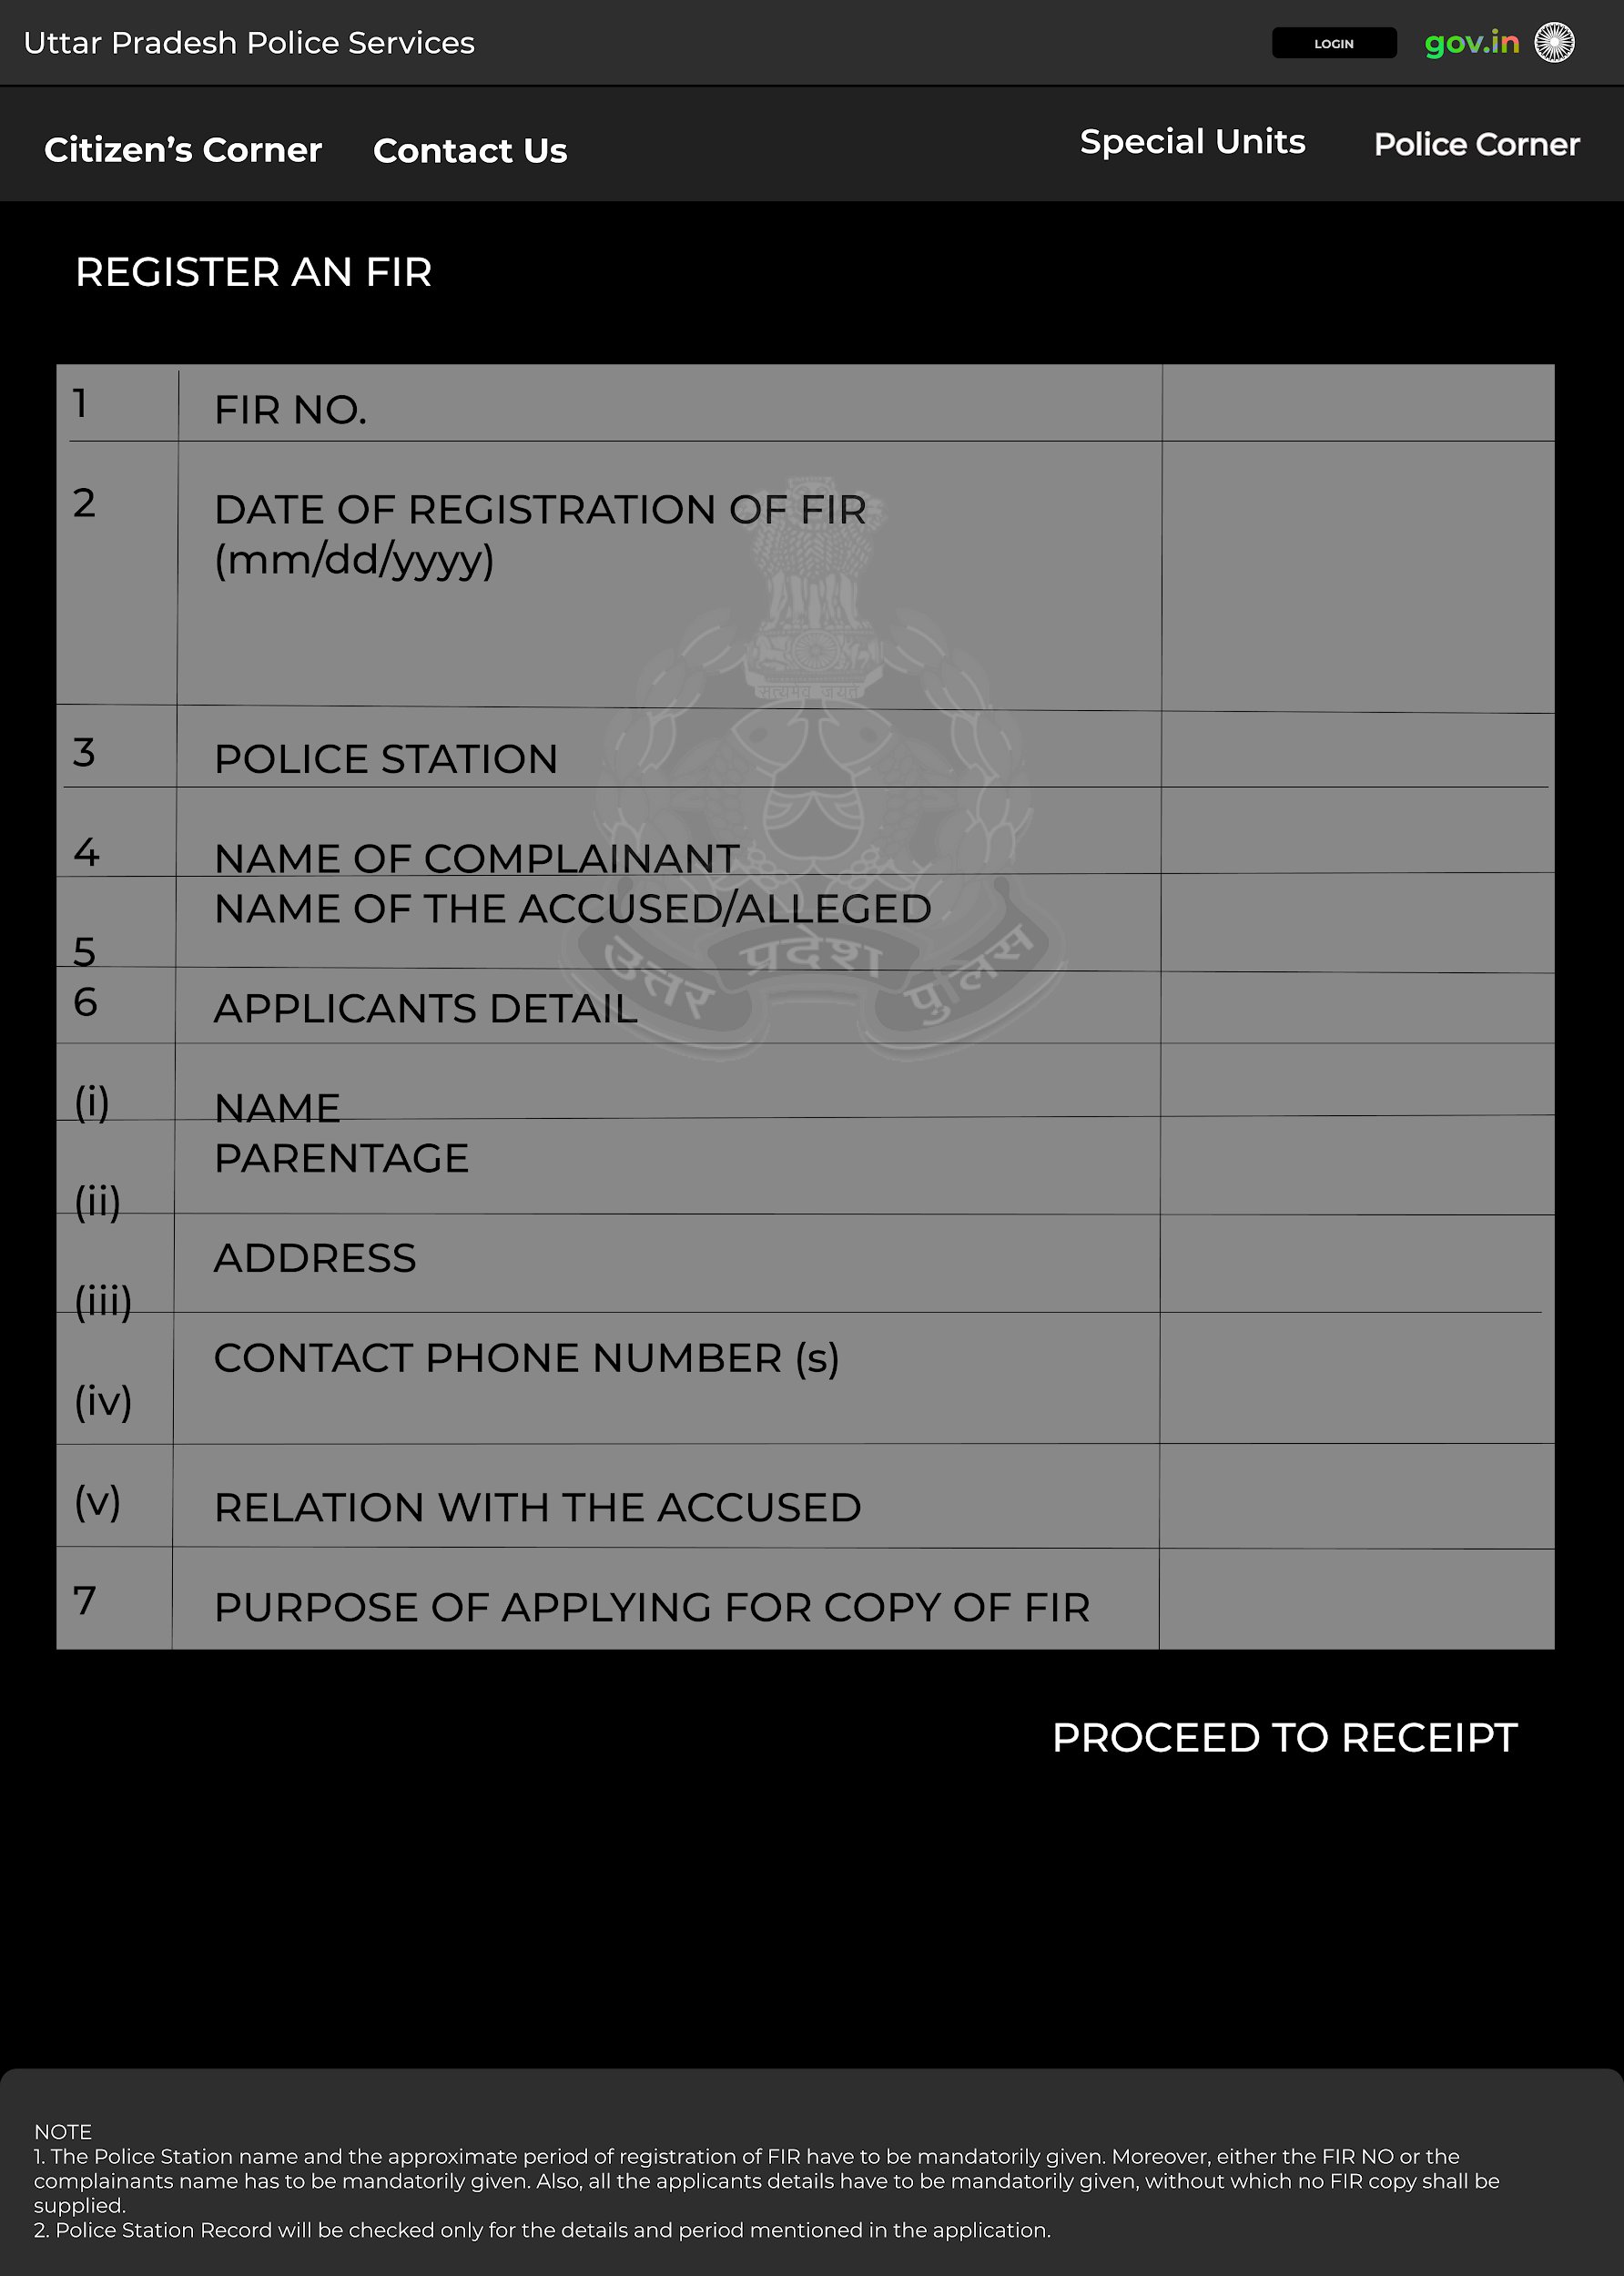 Uttar Pradesh Police Services
LOGIN
gov.in
Citizen’s Corner
Contact Us
Special Units
Police Corner
REGISTER AN FIR
1 FIR NO.
2 DATE OF REGISTRATION OF FIR
(mm/dd/yyyy)
सत्यमेव जयते
3 POLICE STATION
4 NAME OF COMPLAINANT
5 NAME OF THE ACCUSED/ALLEGED
उत्तर प्रदेश पुलिस
6 APPLICANTS DETAIL
(i) NAME
(ii) PARENTAGE
(iii) ADDRESS
(iv) CONTACT PHONE NUMBER (s)
(v) RELATION WITH THE ACCUSED
7 PURPOSE OF APPLYING FOR COPY OF FIR
PROCEED TO RECEIPT
NOTE
1. The Police Station name and the approximate period of registration of FIR have to be mandatorily given. Moreover, either the FIR NO or the
complainants name has to be mandatorily given. Also, all the applicants details have to be mandatorily given, without which no FIR copy shall be
supplied.
2. Police Station Record will be checked only for the details and period mentioned in the application.